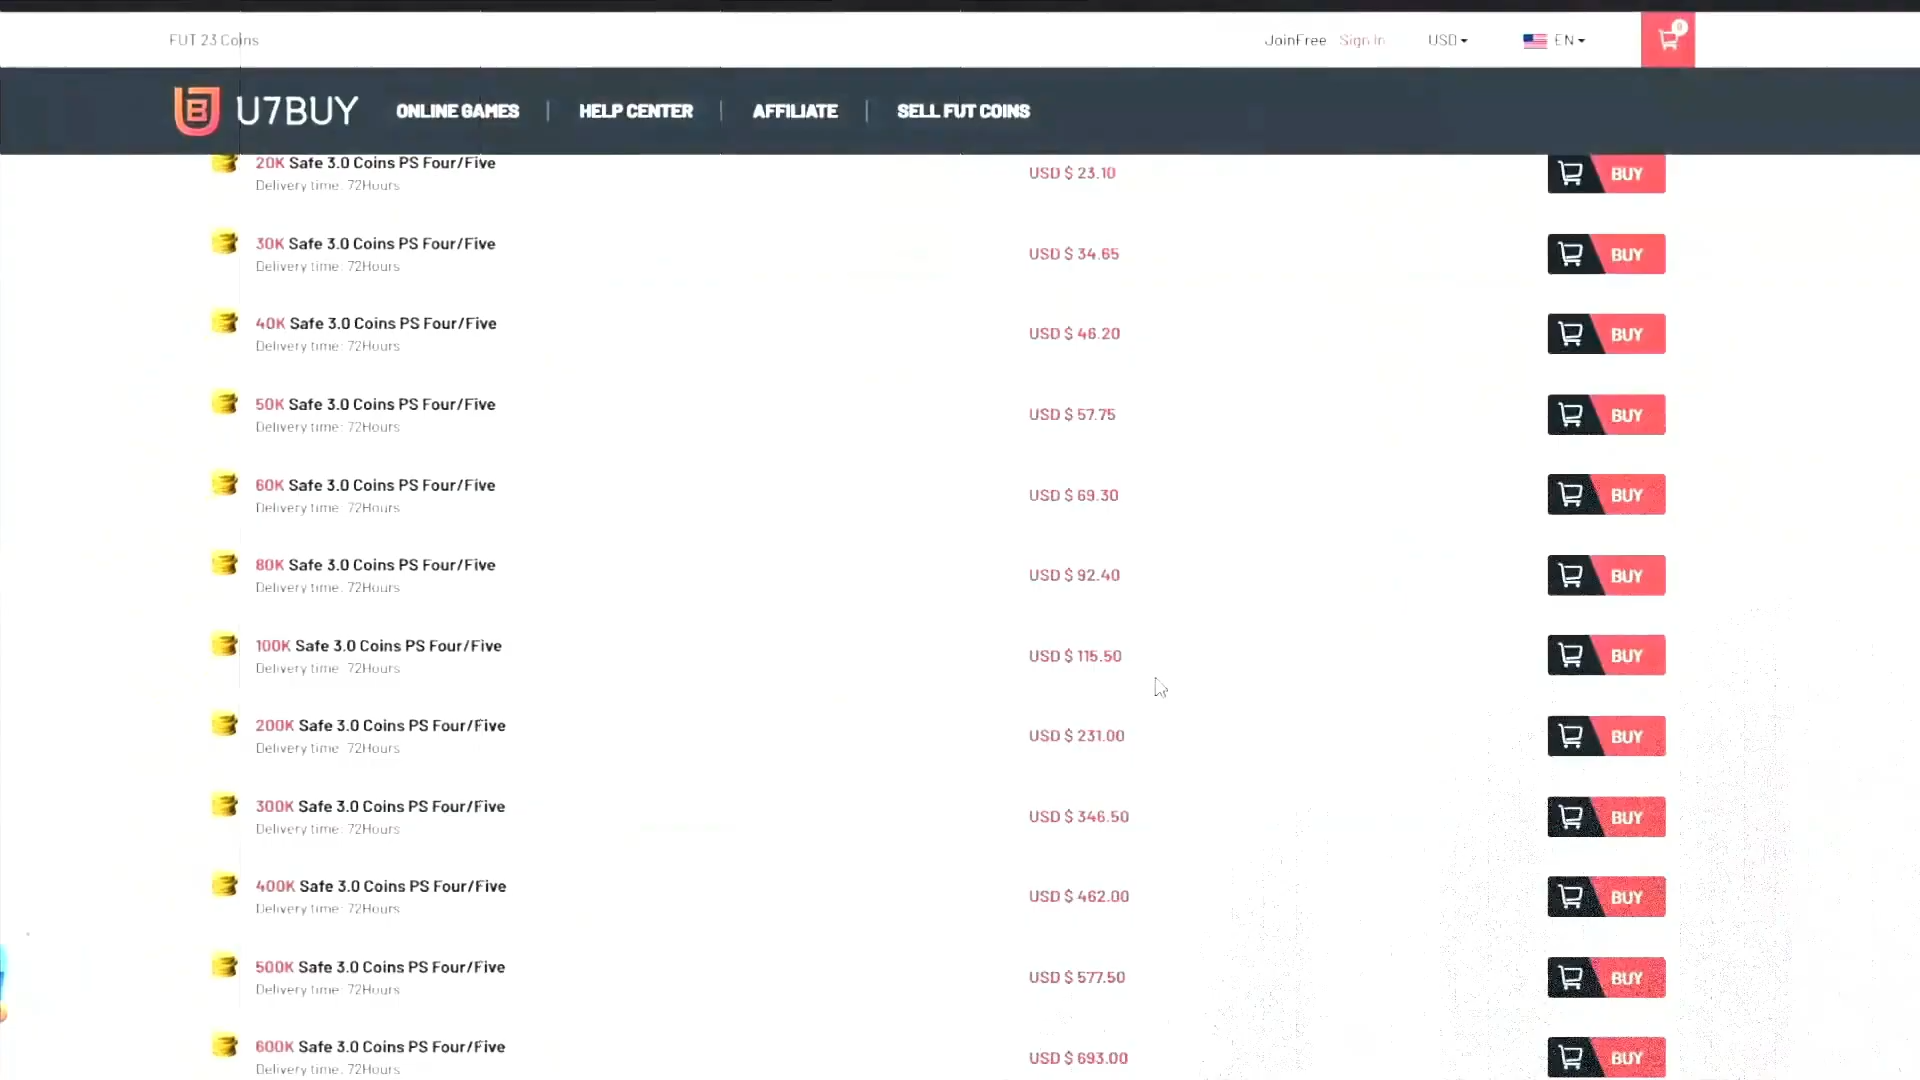 FUT 23 Coins
JoinFree Sign In USD EN 0
U7BUY ONLINE GAMES | HELP CENTER | AFFILIATE | SELL FUT COINS
20K Safe 3.0 Coins PS Four/Five
Delivery time: 72Hours
USD $ 23.10
BUY
30K Safe 3.0 Coins PS Four/Five
Delivery time: 72Hours
USD $ 34.65
BUY
40K Safe 3.0 Coins PS Four/Five
Delivery time: 72Hours
USD $ 46.20
BUY
50K Safe 3.0 Coins PS Four/Five
Delivery time: 72Hours
USD $ 57.75
BUY
60K Safe 3.0 Coins PS Four/Five
Delivery time: 72Hours
USD $ 69.30
BUY
80K Safe 3.0 Coins PS Four/Five
Delivery time: 72Hours
USD $ 92.40
BUY
100K Safe 3.0 Coins PS Four/Five
Delivery time: 72Hours
USD $ 115.50
BUY
200K Safe 3.0 Coins PS Four/Five
Delivery time: 72Hours
USD $ 231.00
BUY
300K Safe 3.0 Coins PS Four/Five
Delivery time: 72Hours
USD $ 346.50
BUY
400K Safe 3.0 Coins PS Four/Five
Delivery time: 72Hours
USD $ 462.00
BUY
500K Safe 3.0 Coins PS Four/Five
Delivery time: 72Hours
USD $ 577.50
BUY
600K Safe 3.0 Coins PS Four/Five
Delivery time: 72Hours
USD $ 693.00
BUY